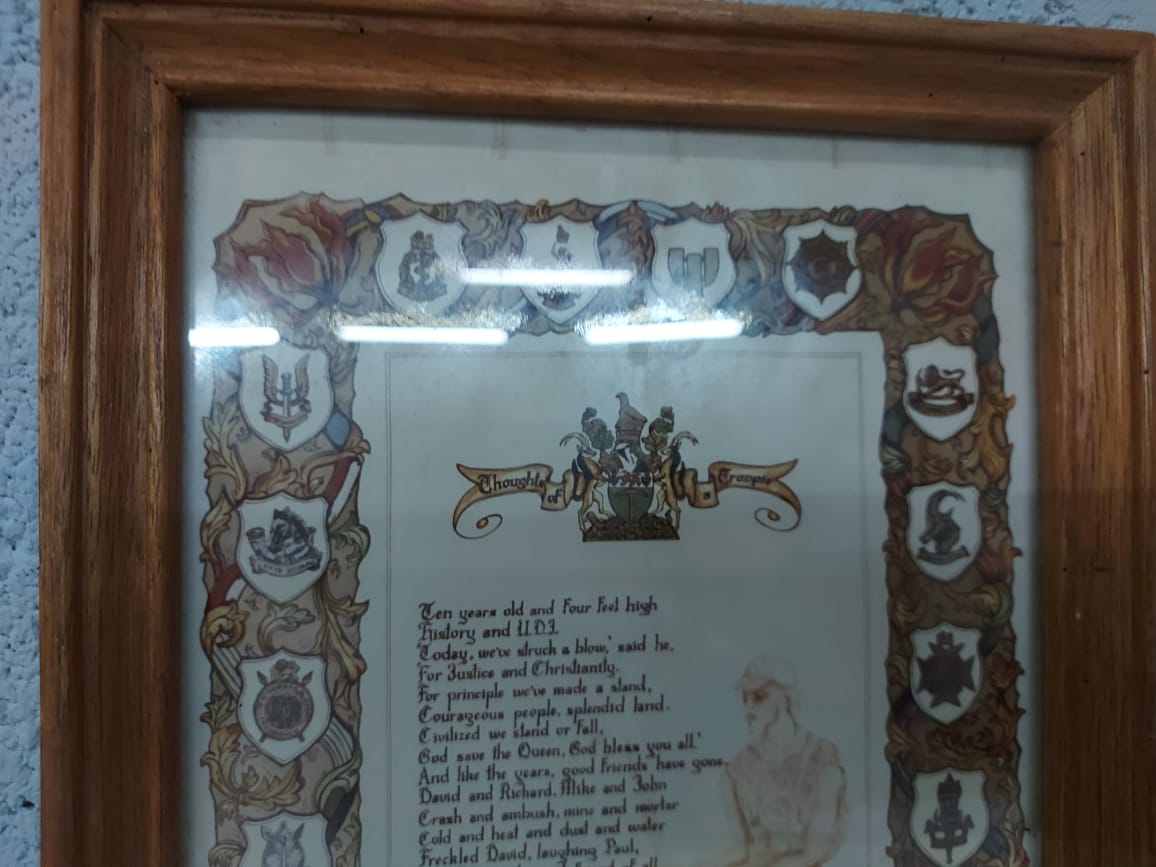 Thoughts of a Troopie
Ten years old and four feet high
History and U.D.I.
'Today, we've struck a blow,' said he,
For Justice and Christianty.
For principle we've made a stand,
Courageous people, splendid land.
Civilized we stand or fall,
God save the Queen, God bless you all.'
And like the years, good friends have gone
David and Richard, Mike and John
Crash and ambush, mine and mortar
Cold and heat and dust and water
Freckled David, laughing Paul,